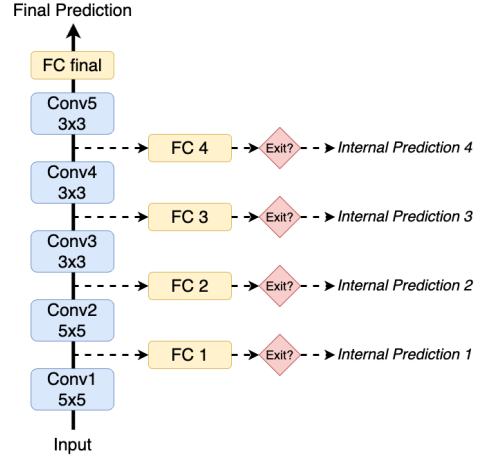 Final Prediction
FC final
Conv5
3x3
FC 4
Exit?
Internal Prediction 4
Conv4
3x3
FC 3
Exit?
Internal Prediction 3
Conv3
3x3
FC 2
Exit?
Internal Prediction 2
Conv2
5x5
FC 1
Exit?
Internal Prediction 1
Conv1
5x5
Input